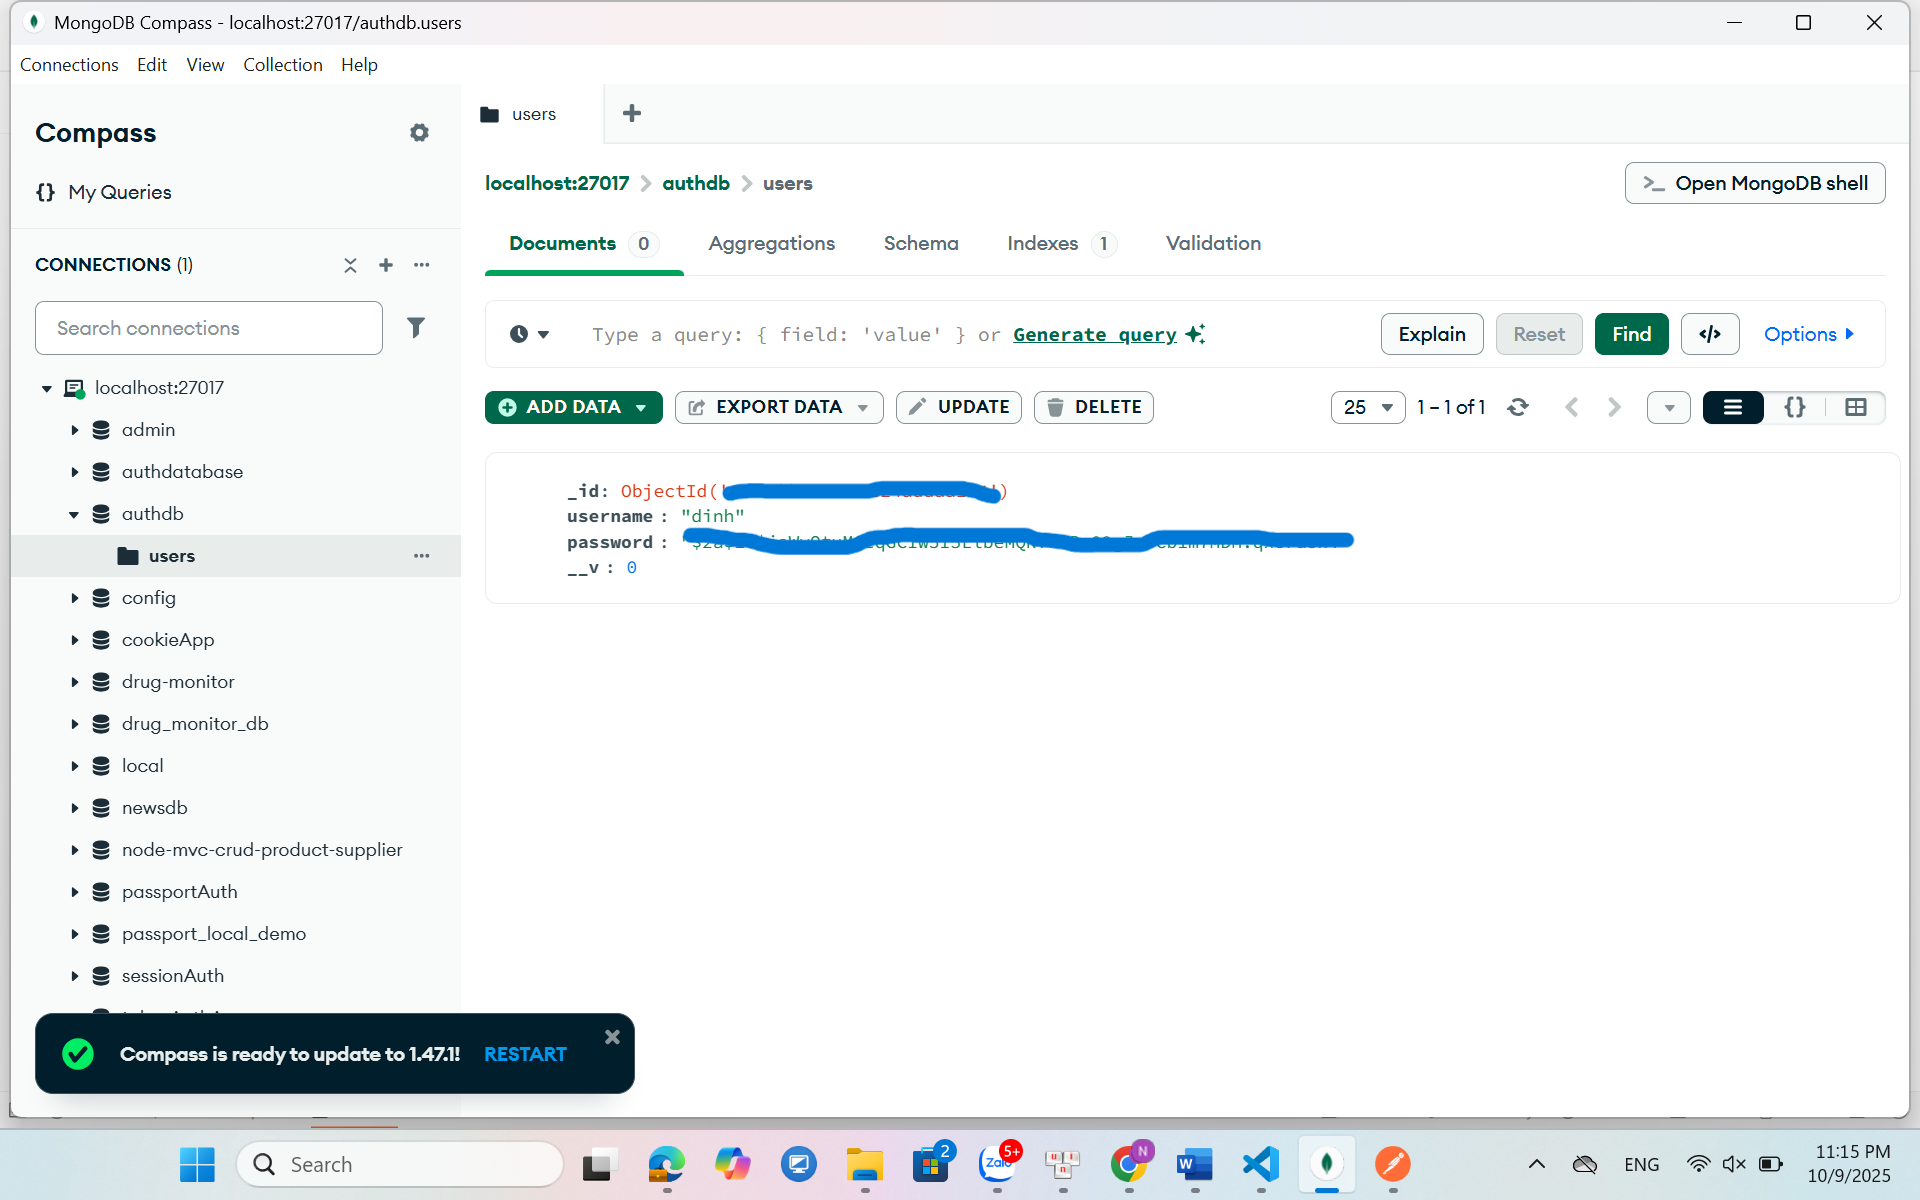 MongoDB Compass - localhost:27017/authdb.users
Connections Edit View Collection Help
Compass
My Queries
CONNECTIONS (1)
Search connections
localhost:27017
admin
authdatabase
authdb
users
config
cookieApp
drug-monitor
drug_monitor_db
local
newsdb
node-mvc-crud-product-supplier
passportAuth
passport_local_demo
sessionAuth
Compass is ready to update to 1.47.1! RESTART
users
localhost:27017 > authdb > users
>_ Open MongoDB shell
Documents 0 Aggregations Schema Indexes 1 Validation
Type a query: { field: 'value' } or Generate query
Explain Reset Find </> Options
ADD DATA EXPORT DATA UPDATE DELETE
25 1 – 1 of 1 {}
_id: ObjectId(' ')
username : "dinh"
password :
__v : 0
Search
2
Zalo 5+
u i n
N
W
ENG
11:15 PM
10/9/2025